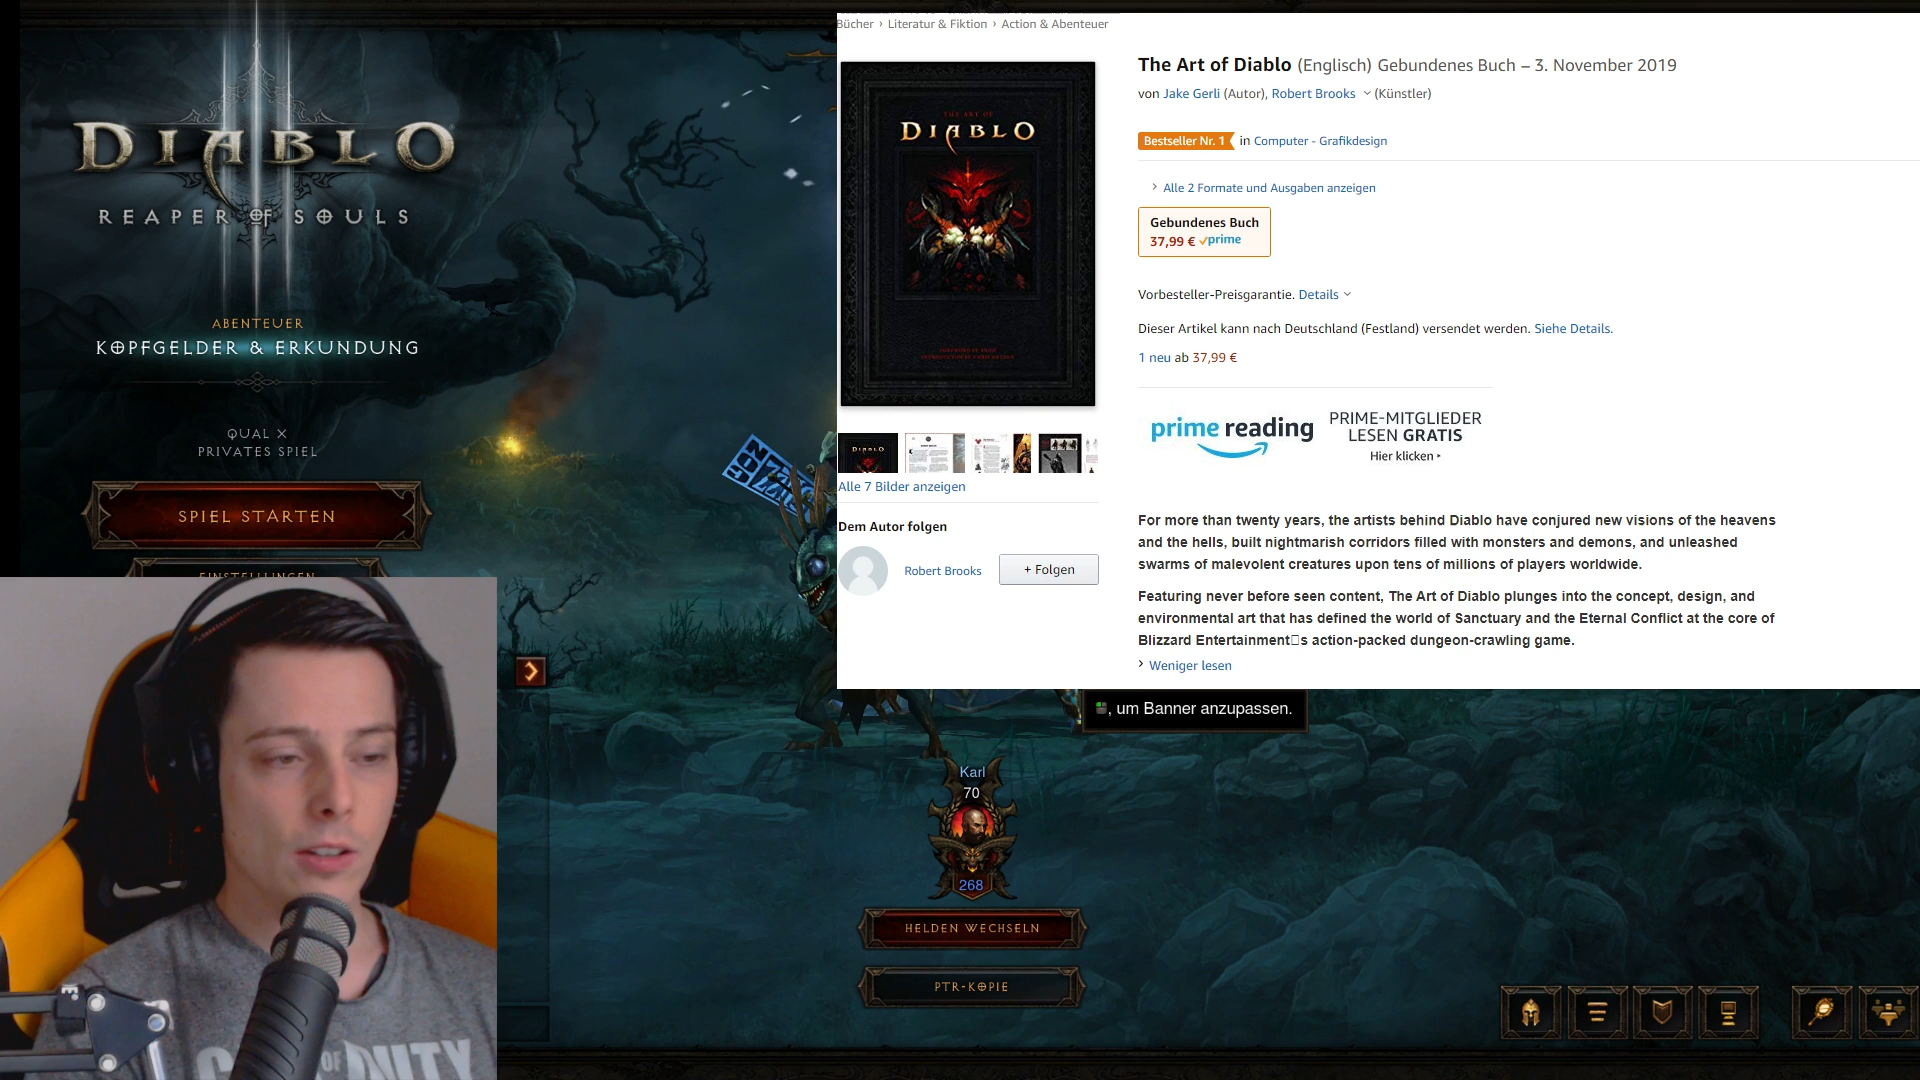 DIABLO
REAPER OF SOULS
ABENTEUER
KOPFGELDER & ERKUNDUNG
QUAL X
PRIVATES SPIEL
SPIEL STARTEN
EINSTELLUNGEN
Bücher › Literatur & Fiktion › Action & Abenteuer
THE ART OF
DIABLO
Alle 7 Bilder anzeigen
Dem Autor folgen
Robert Brooks
+ Folgen
The Art of Diablo (Englisch) Gebundenes Buch – 3. November 2019
von Jake Gerli (Autor), Robert Brooks (Künstler)
Bestseller Nr. 1 in Computer - Grafikdesign
Alle 2 Formate und Ausgaben anzeigen
Gebundenes Buch
37,99 € prime
Vorbesteller-Preisgarantie. Details
Dieser Artikel kann nach Deutschland (Festland) versendet werden. Siehe Details.
1 neu ab 37,99 €
prime reading
PRIME-MITGLIEDER
LESEN GRATIS
Hier klicken
For more than twenty years, the artists behind Diablo have conjured new visions of the heavens
and the hells, built nightmarish corridors filled with monsters and demons, and unleashed
swarms of malevolent creatures upon tens of millions of players worldwide.
Featuring never before seen content, The Art of Diablo plunges into the concept, design, and
environmental art that has defined the world of Sanctuary and the Eternal Conflict at the core of
Blizzard Entertainment□s action-packed dungeon-crawling game.
Weniger lesen
, um Banner anzupassen.
Karl
70
268
HELDEN WECHSELN
PTR-KOPIE
OF DUTY